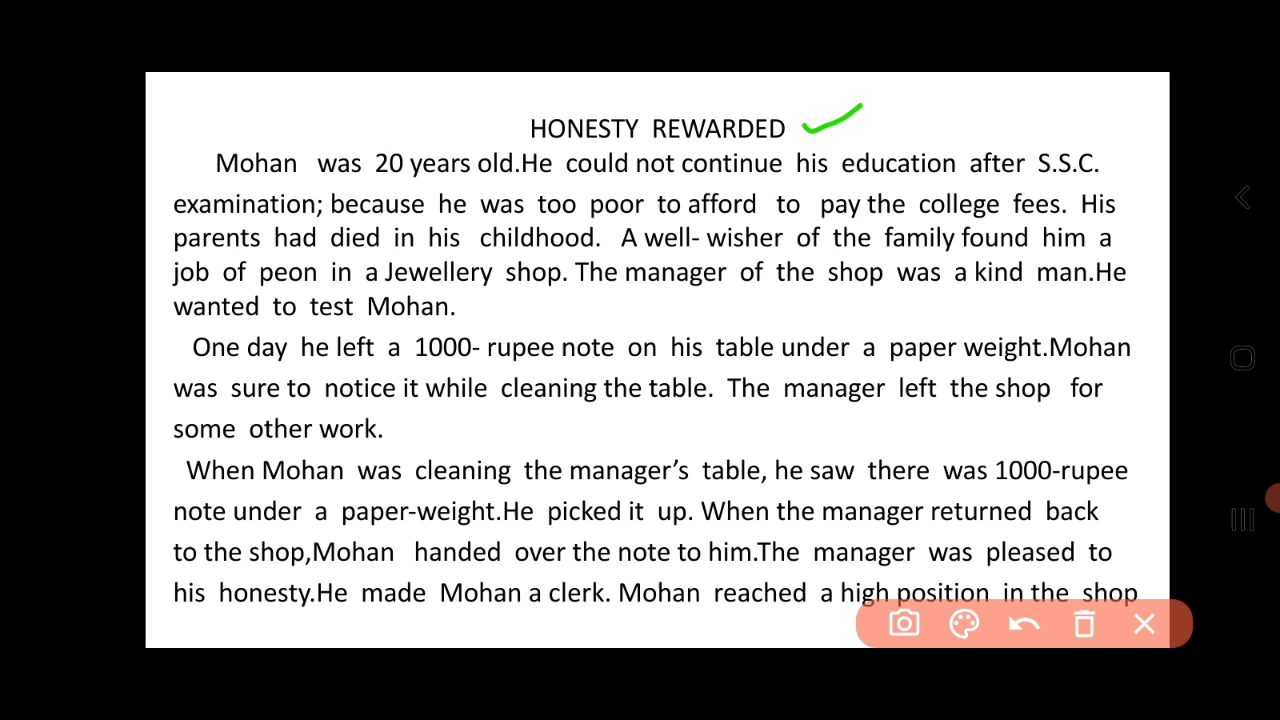 HONESTY REWARDED
Mohan was 20 years old.He could not continue his education after S.S.C.
examination; because he was too poor to afford to pay the college fees. His
parents had died in his childhood. A well- wisher of the family found him a
job of peon in a Jewellery shop. The manager of the shop was a kind man.He
wanted to test Mohan.
One day he left a 1000- rupee note on his table under a paper weight.Mohan
was sure to notice it while cleaning the table. The manager left the shop for
some other work.
When Mohan was cleaning the manager’s table, he saw there was 1000-rupee
note under a paper-weight.He picked it up. When the manager returned back
to the shop,Mohan handed over the note to him.The manager was pleased to
his honesty.He made Mohan a clerk. Mohan reached a high position in the shop